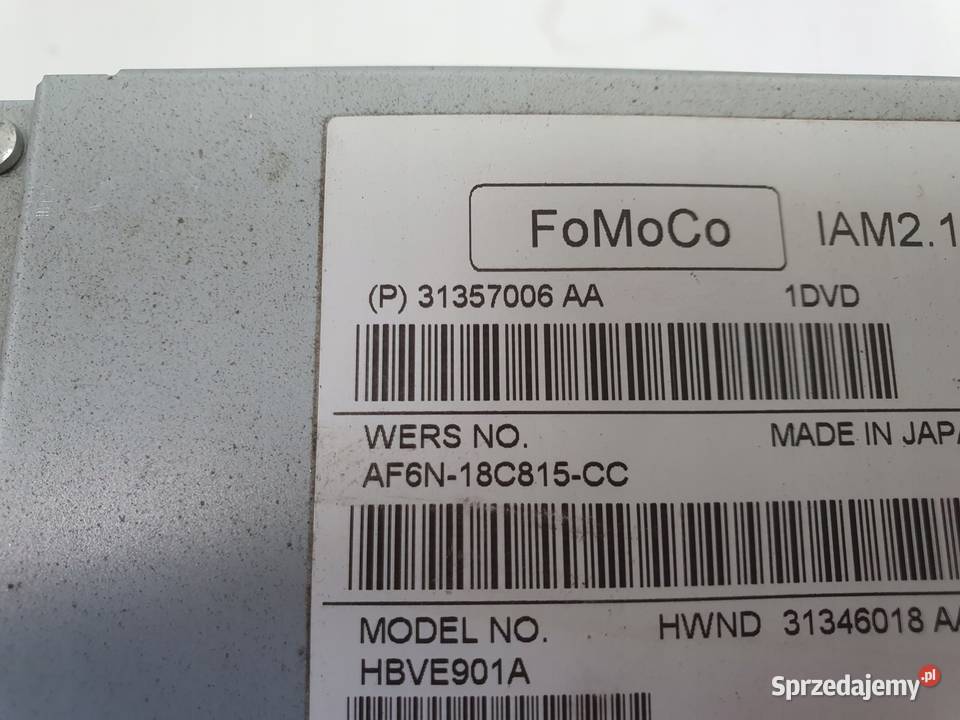 FoMoCo IAM2.1
(P) 31357006 AA 1DVD
WERS NO. MADE IN JAPA
AF6N-18C815-CC
MODEL NO. HWND 31346018 AA
HBVE901A
Sprzedajemy.pl